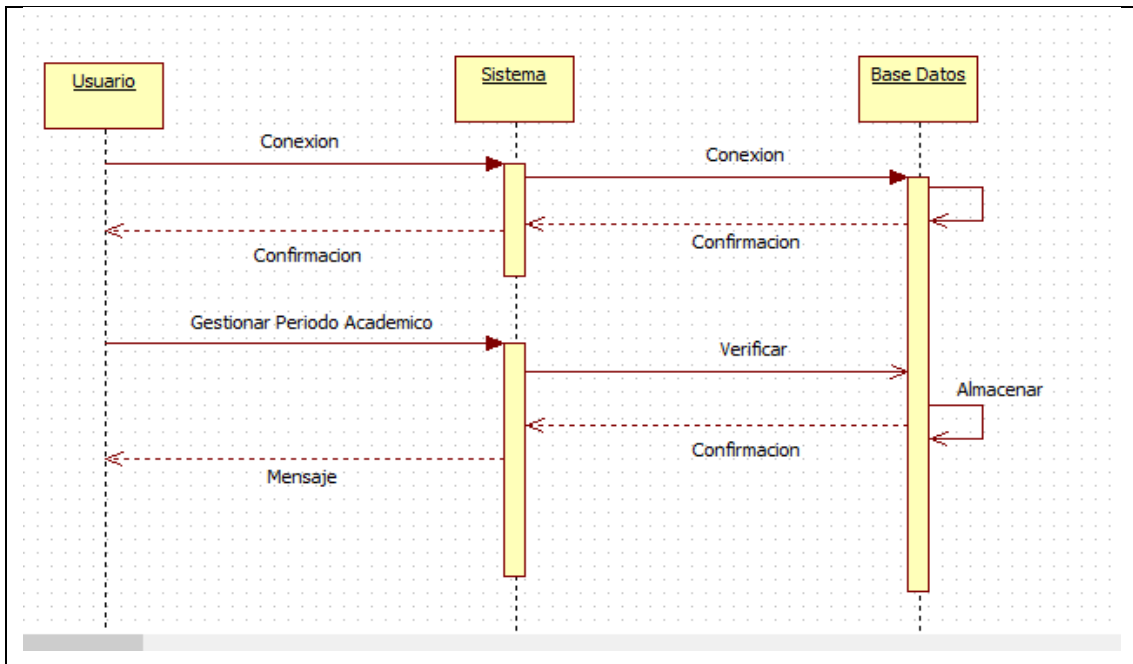 Usuario
Sistema
Base Datos
Conexion
Conexion
Confirmacion
Confirmacion
Gestionar Periodo Academico
Verificar
Almacenar
Confirmacion
Mensaje